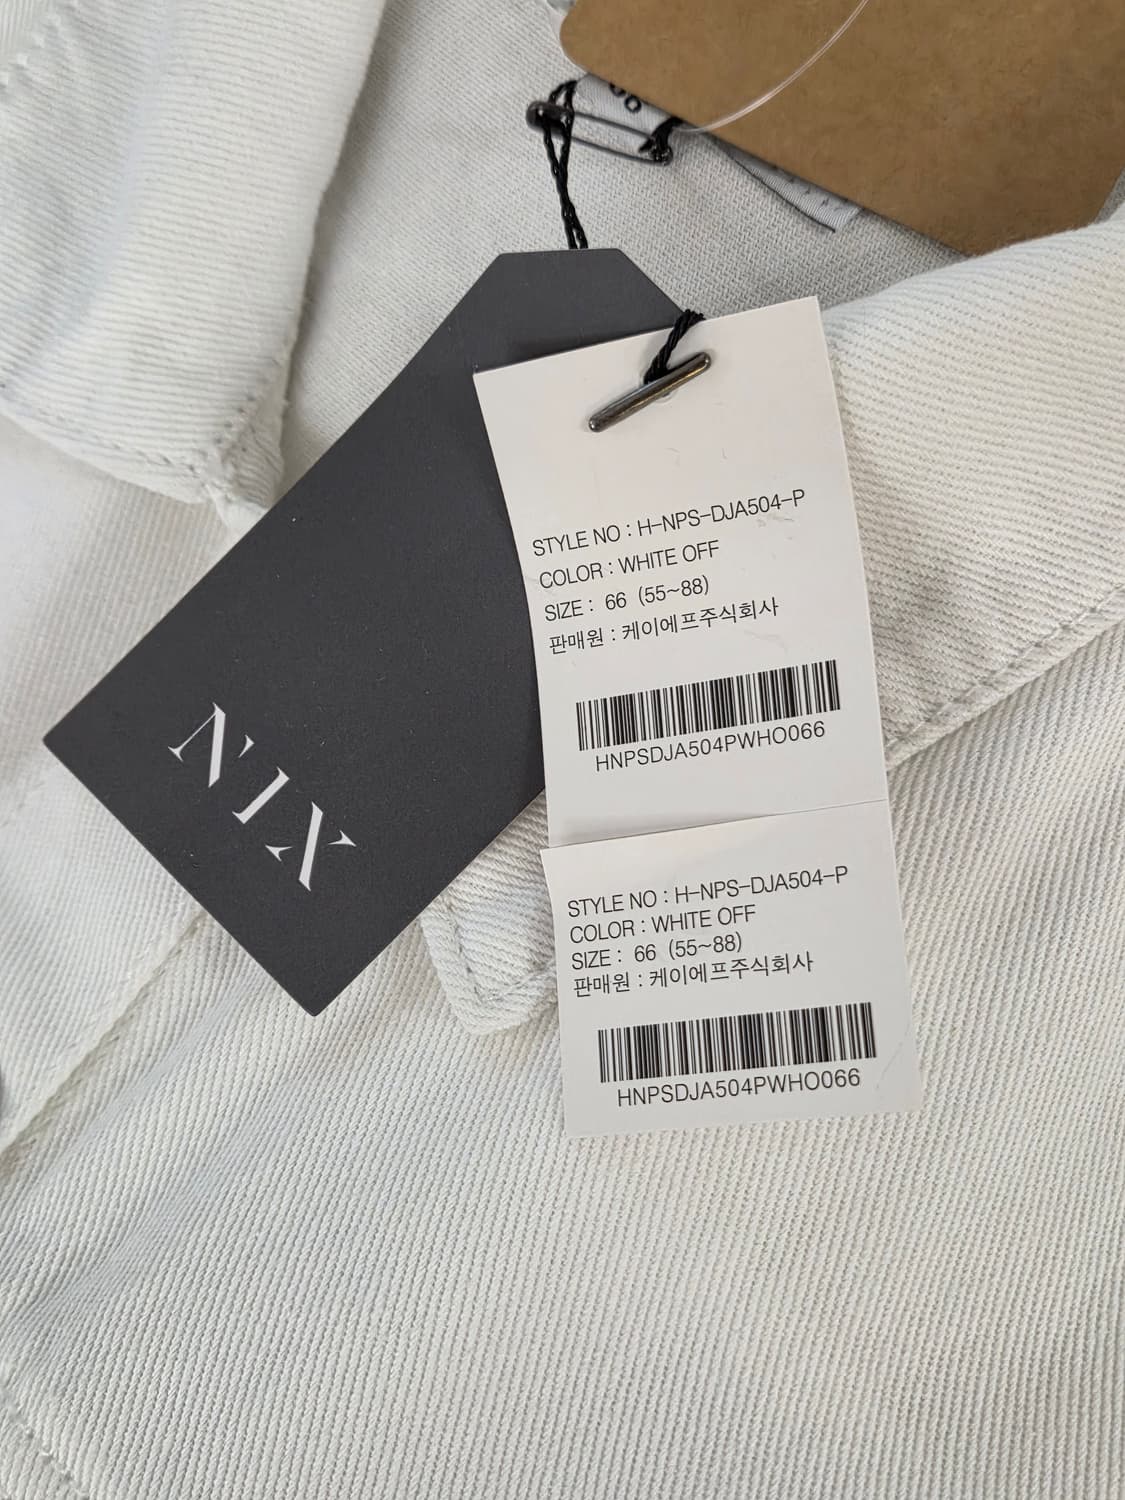 NIX
STYLE NO : H-NPS-DJA504-P
COLOR : WHITE OFF
SIZE : 66 (55~88)
판매원 : 케이에프주식회사
HNPSDJA504PWHO066
STYLE NO : H-NPS-DJA504-P
COLOR : WHITE OFF
SIZE : 66 (55~88)
판매원 : 케이에프주식회사
HNPSDJA504PWHO066